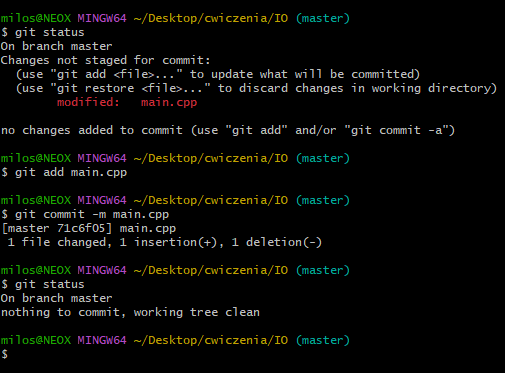 milos@NEOX MINGW64 ~/Desktop/cwiczenia/IO (master)
$ git status
On branch master
Changes not staged for commit:
  (use "git add <file>..." to update what will be committed)
  (use "git restore <file>..." to discard changes in working directory)
        modified:   main.cpp

no changes added to commit (use "git add" and/or "git commit -a")

milos@NEOX MINGW64 ~/Desktop/cwiczenia/IO (master)
$ git add main.cpp

milos@NEOX MINGW64 ~/Desktop/cwiczenia/IO (master)
$ git commit -m main.cpp
[master 71c6f05] main.cpp
 1 file changed, 1 insertion(+), 1 deletion(-)

milos@NEOX MINGW64 ~/Desktop/cwiczenia/IO (master)
$ git status
On branch master
nothing to commit, working tree clean

milos@NEOX MINGW64 ~/Desktop/cwiczenia/IO (master)
$